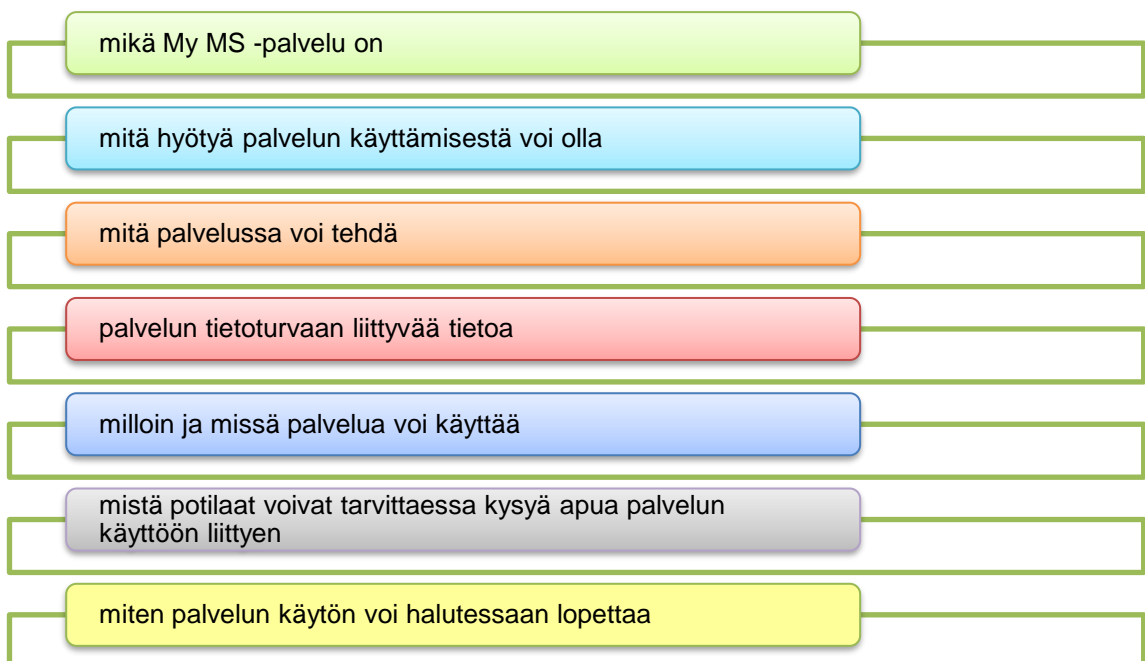 mikä My MS -palvelu on
mitä hyötyä palvelun käyttämisestä voi olla
mitä palvelussa voi tehdä
palvelun tietoturvaan liittyvää tietoa
milloin ja missä palvelua voi käyttää
mistä potilaat voivat tarvittaessa kysyä apua palvelun
käyttöön liittyen
miten palvelun käytön voi halutessaan lopettaa